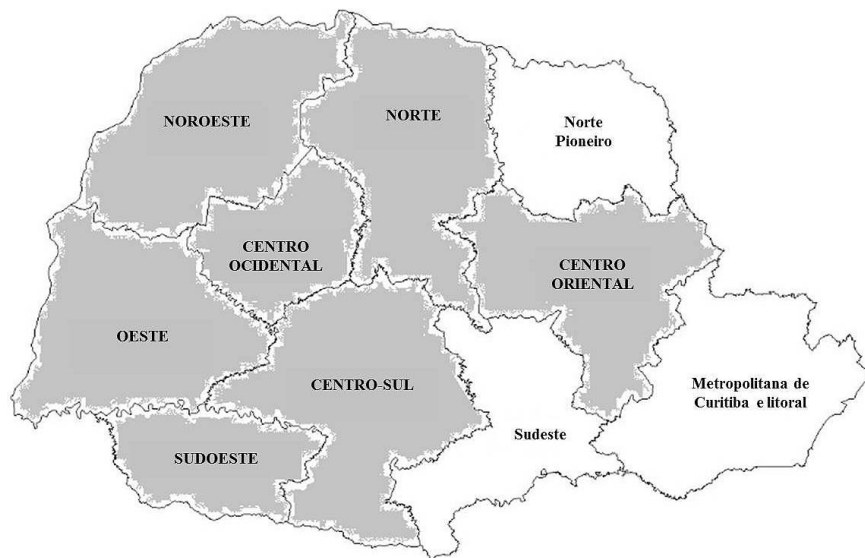 NOROESTE
NORTE
Norte
Pioneiro
CENTRO
OCIDENTAL
CENTRO
ORIENTAL
OESTE
CENTRO-SUL
Metropolitana de
Curitiba e litoral
Sudeste
SUDOESTE